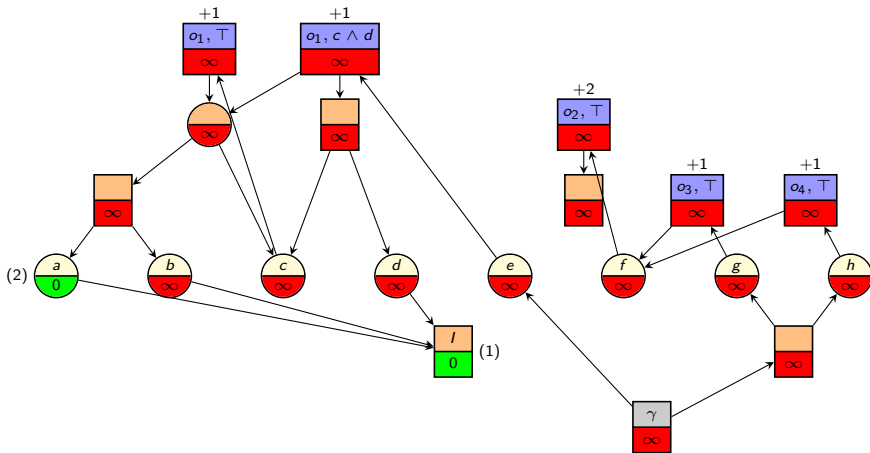 +1 +1
o₁, ⊤ o₁, c ∧ d
∞ ∞
+2
o₂, ⊤
∞ ∞ ∞
+1 +1
o₃, ⊤ o₄, ⊤
∞ ∞ ∞ ∞
(2) a b c d e f g h
0 ∞ ∞ ∞ ∞ ∞ ∞ ∞
I (1)
0 ∞
γ
∞